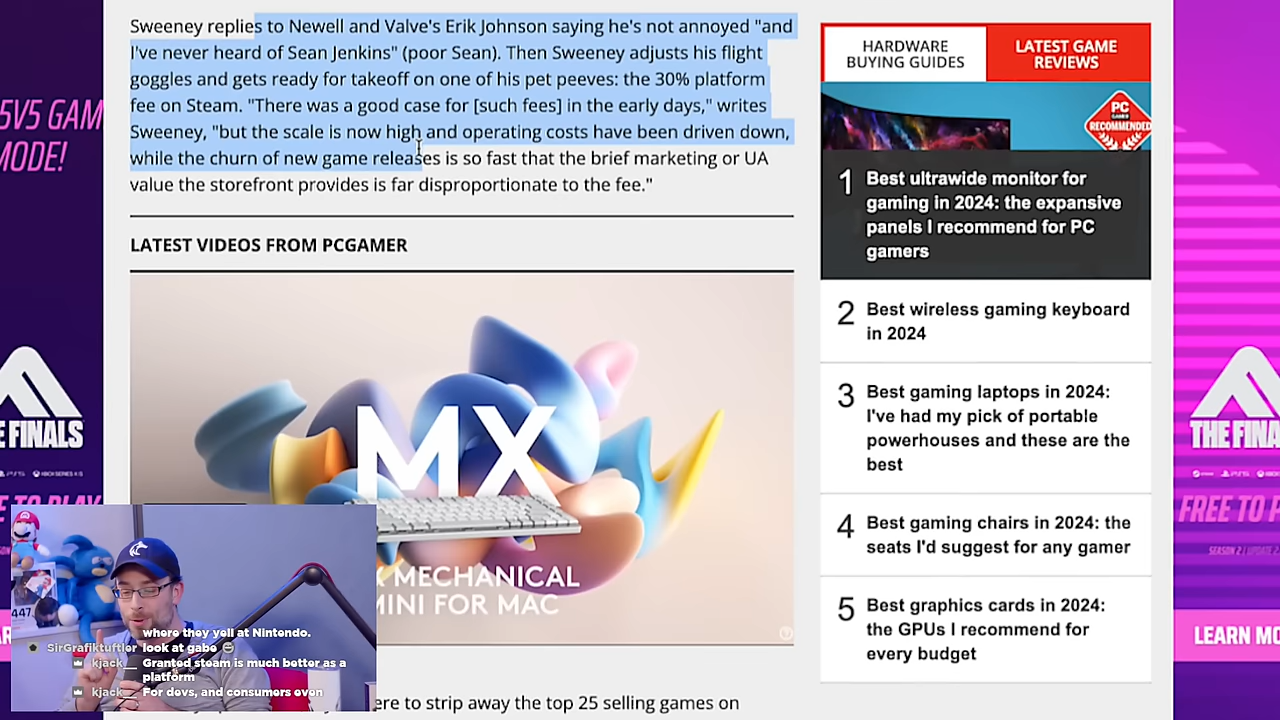 Sweeney replies to Newell and Valve's Erik Johnson saying he's not annoyed "and
I've never heard of Sean Jenkins" (poor Sean). Then Sweeney adjusts his flight
goggles and gets ready for takeoff on one of his pet peeves: the 30% platform
fee on Steam. "There was a good case for [such fees] in the early days," writes
Sweeney, "but the scale is now high and operating costs have been driven down,
while the churn of new game releases is so fast that the brief marketing or UA
value the storefront provides is far disproportionate to the fee."
LATEST VIDEOS FROM PCGAMER
MX
MECHANICAL
MINI FOR MAC
ere to strip away the top 25 selling games on
HARDWARE
BUYING GUIDES
LATEST GAME
REVIEWS
PC
GAMER
RECOMMENDED
1 Best ultrawide monitor for
gaming in 2024: the expansive
panels I recommend for PC
gamers
2 Best wireless gaming keyboard
in 2024
3 Best gaming laptops in 2024:
I've had my pick of portable
powerhouses and these are the
best
4 Best gaming chairs in 2024: the
seats I'd suggest for any gamer
5 Best graphics cards in 2024:
the GPUs I recommend for
every budget
5V5 GAM
MODE!
E FINALS
E TO PLAY
447
where they yell at Nintendo.
SirGrafiktuftler look at gabe
kjack__ Granted steam is much better as a
platform
kjack__ For devs, and consumers even
THE FINA
FREE TO P
SEASON 2 | UPDATE 2.
LEARN MO